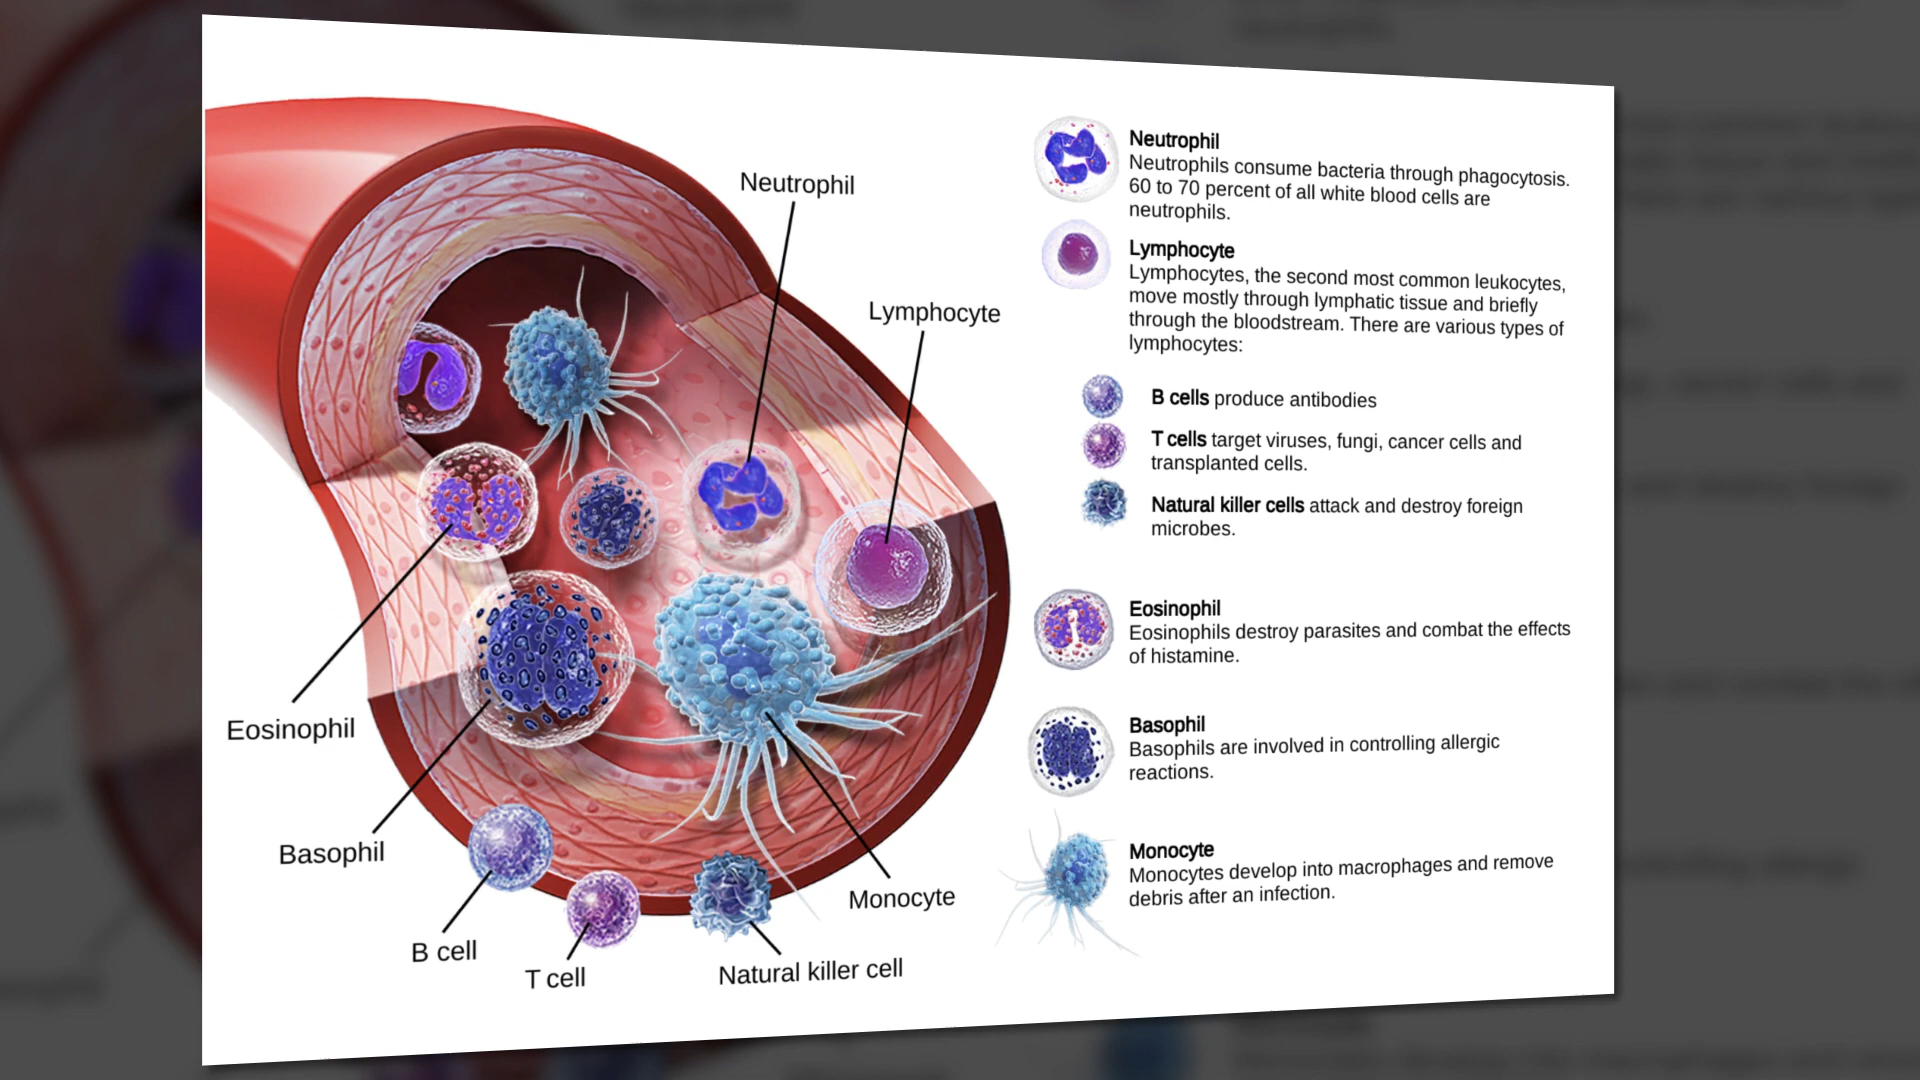 Neutrophil
Lymphocyte
Eosinophil
Basophil
B cell
T cell
Natural killer cell
Monocyte
Neutrophil
Neutrophils consume bacteria through phagocytosis.
60 to 70 percent of all white blood cells are
neutrophils.
Lymphocyte
Lymphocytes, the second most common leukocytes,
move mostly through lymphatic tissue and briefly
through the bloodstream. There are various types of
lymphocytes:
B cells produce antibodies
T cells target viruses, fungi, cancer cells and
transplanted cells.
Natural killer cells attack and destroy foreign
microbes.
Eosinophil
Eosinophils destroy parasites and combat the effects
of histamine.
Basophil
Basophils are involved in controlling allergic
reactions.
Monocyte
Monocytes develop into macrophages and remove
debris after an infection.